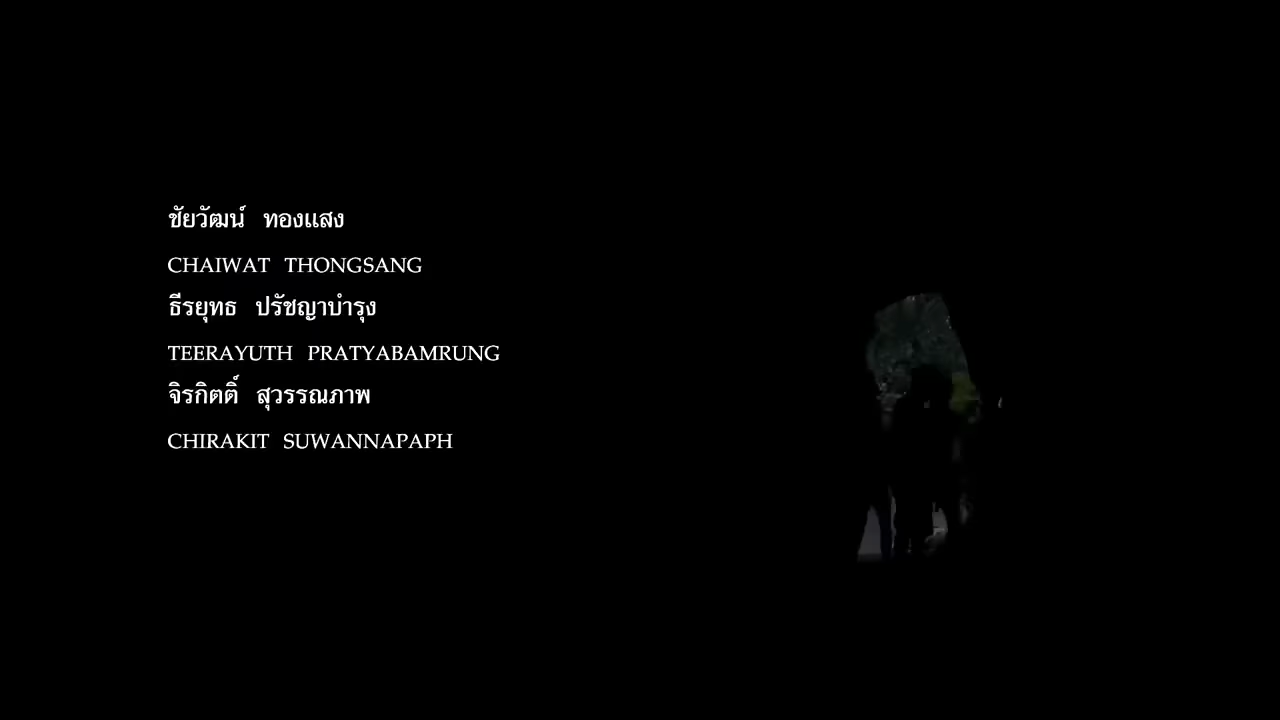 ชัยวัฒน์ ทองแสง
CHAIWAT THONGSANG
ธีรยุทธ ปรัชญาบำรุง
TEERAYUTH PRATYABAMRUNG
จิรกิตติ์ สุวรรณภาพ
CHIRAKIT SUWANNAPAPH